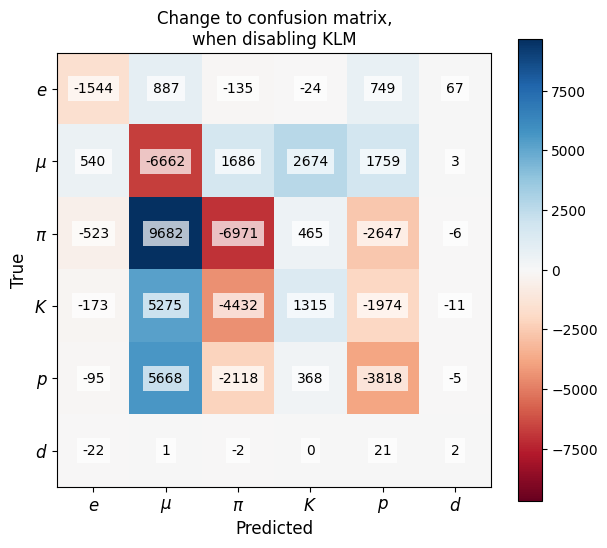 Change to confusion matrix,
when disabling KLM
e -1544 887 -135 -24 749 67
μ 540 -6662 1686 2674 1759 3
π -523 9682 -6971 465 -2647 -6
K -173 5275 -4432 1315 -1974 -11
p -95 5668 -2118 368 -3818 -5
d -22 1 -2 0 21 2
e μ π K p d
Predicted
True
7500
5000
2500
0
−2500
−5000
−7500